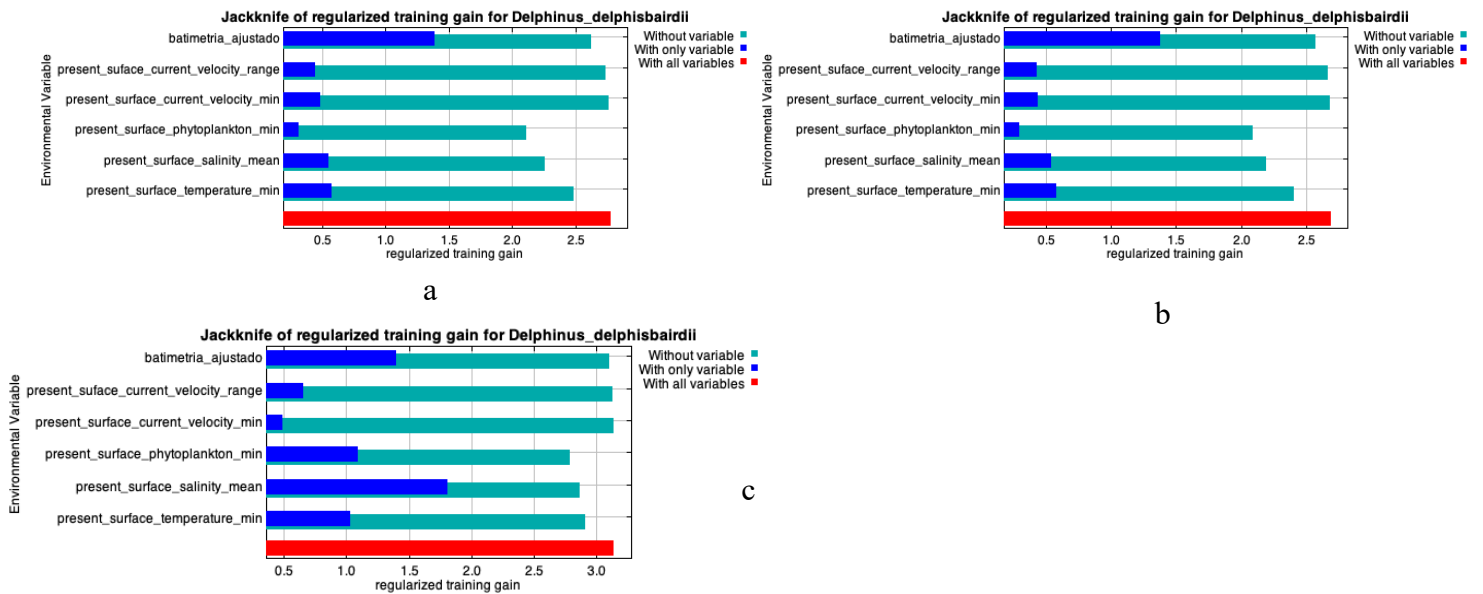 Jackknife of regularized training gain for Delphinus_delphisbairdii
batimetria_ajustado
present_suface_current_velocity_range
present_surface_current_velocity_min
present_surface_phytoplankton_min
present_surface_salinity_mean
present_surface_temperature_min
Environmental Variable
Without variable
With only variable
With all variables
0.5 1.0 1.5 2.0 2.5
regularized training gain
a
Jackknife of regularized training gain for Delphinus_delphisbairdii
batimetria_ajustado
present_suface_current_velocity_range
present_surface_current_velocity_min
present_surface_phytoplankton_min
present_surface_salinity_mean
present_surface_temperature_min
Environmental Variable
Without variable
With only variable
With all variables
0.5 1.0 1.5 2.0 2.5
regularized training gain
b
Jackknife of regularized training gain for Delphinus_delphisbairdii
batimetria_ajustado
present_suface_current_velocity_range
present_surface_current_velocity_min
present_surface_phytoplankton_min
present_surface_salinity_mean
present_surface_temperature_min
Environmental Variable
Without variable
With only variable
With all variables
0.5 1.0 1.5 2.0 2.5 3.0
regularized training gain
c